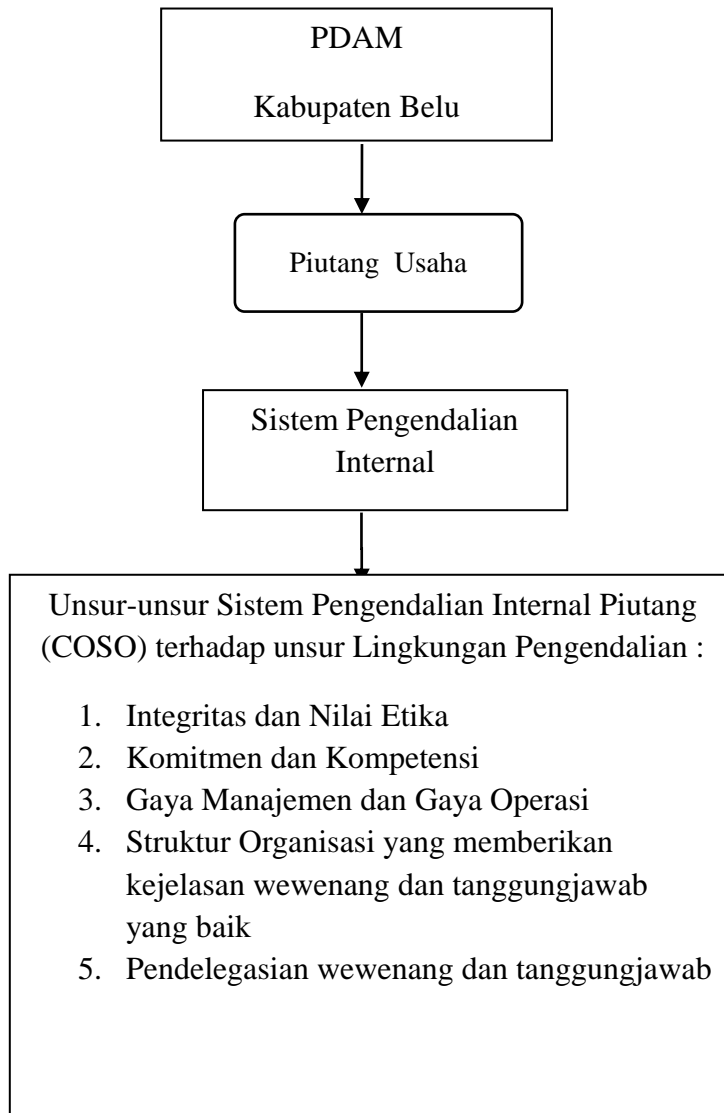 PDAM
Kabupaten Belu
Piutang Usaha
Sistem Pengendalian
Internal
Unsur-unsur Sistem Pengendalian Internal Piutang
(COSO) terhadap unsur Lingkungan Pengendalian :
1. Integritas dan Nilai Etika
2. Komitmen dan Kompetensi
3. Gaya Manajemen dan Gaya Operasi
4. Struktur Organisasi yang memberikan
kejelasan wewenang dan tanggungjawab
yang baik
5. Pendelegasian wewenang dan tanggungjawab